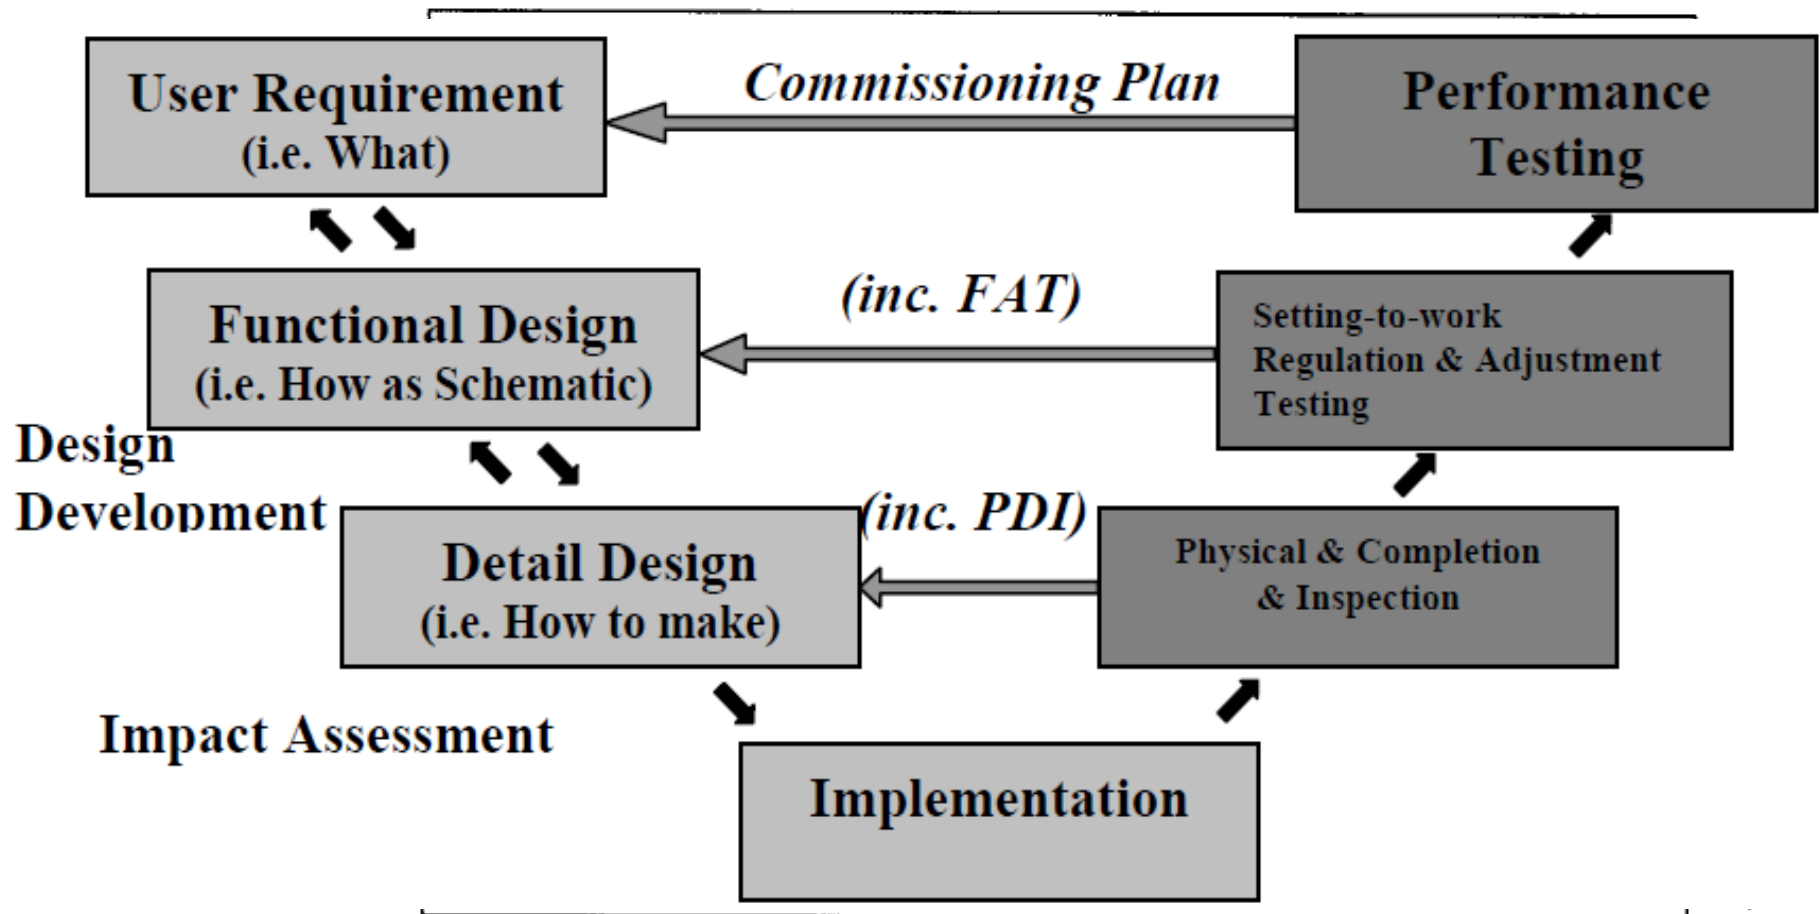 User Requirement
(i.e. What)
Commissioning Plan
Performance
Testing
Functional Design
(i.e. How as Schematic)
(inc. FAT)
Setting-to-work
Regulation & Adjustment
Testing
Design
Development
Detail Design
(i.e. How to make)
(inc. PDI)
Physical & Completion
& Inspection
Impact Assessment
Implementation